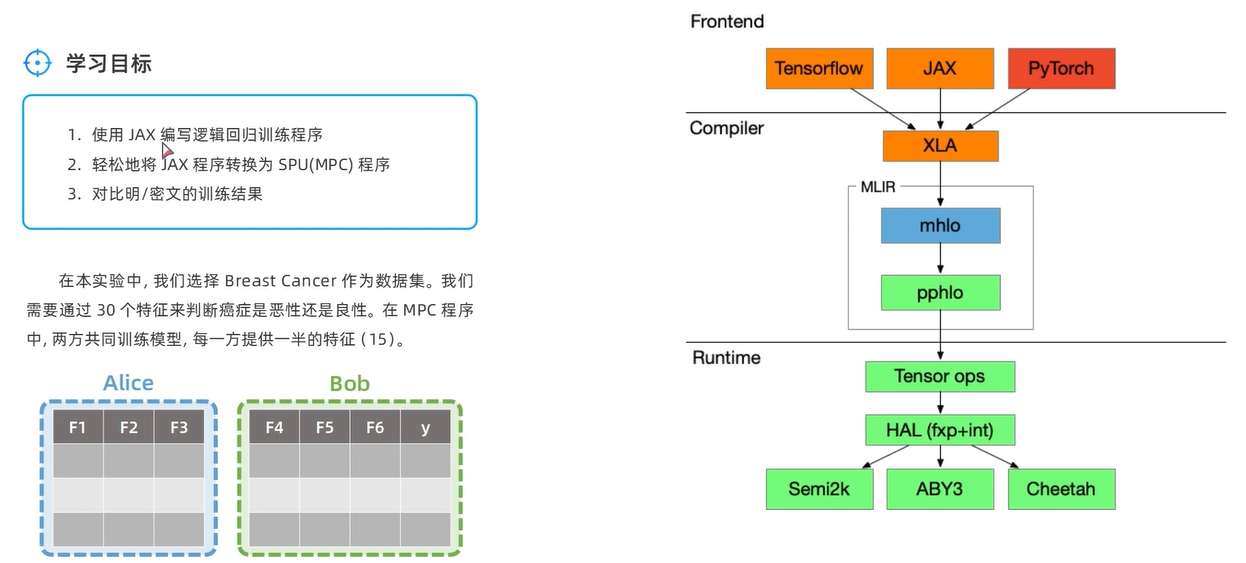 学习目标
1. 使用 JAX 编写逻辑回归训练程序
2. 轻松地将 JAX 程序转换为 SPU(MPC) 程序
3. 对比明/密文的训练结果
在本实验中, 我们选择 Breast Cancer 作为数据集。我们
需要通过 30 个特征来判断癌症是恶性还是良性。在 MPC 程序
中, 两方共同训练模型, 每一方提供一半的特征 (15)。
Alice
F1 F2 F3
Bob
F4 F5 F6 y
Frontend
Tensorflow JAX PyTorch
Compiler
XLA
MLIR
mhlo
pphlo
Runtime
Tensor ops
HAL (fxp+int)
Semi2k ABY3 Cheetah